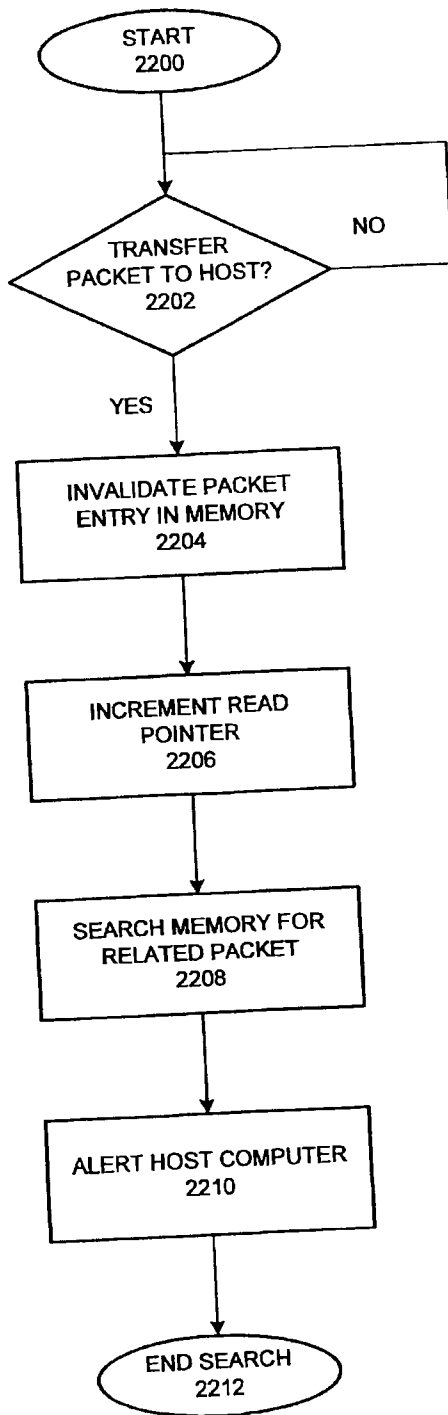 START
2200
NO
TRANSFER
PACKET TO HOST?
2202
YES
INVALIDATE PACKET
ENTRY IN MEMORY
2204
INCREMENT READ
POINTER
2206
SEARCH MEMORY FOR
RELATED PACKET
2208
ALERT HOST COMPUTER
2210
END SEARCH
2212